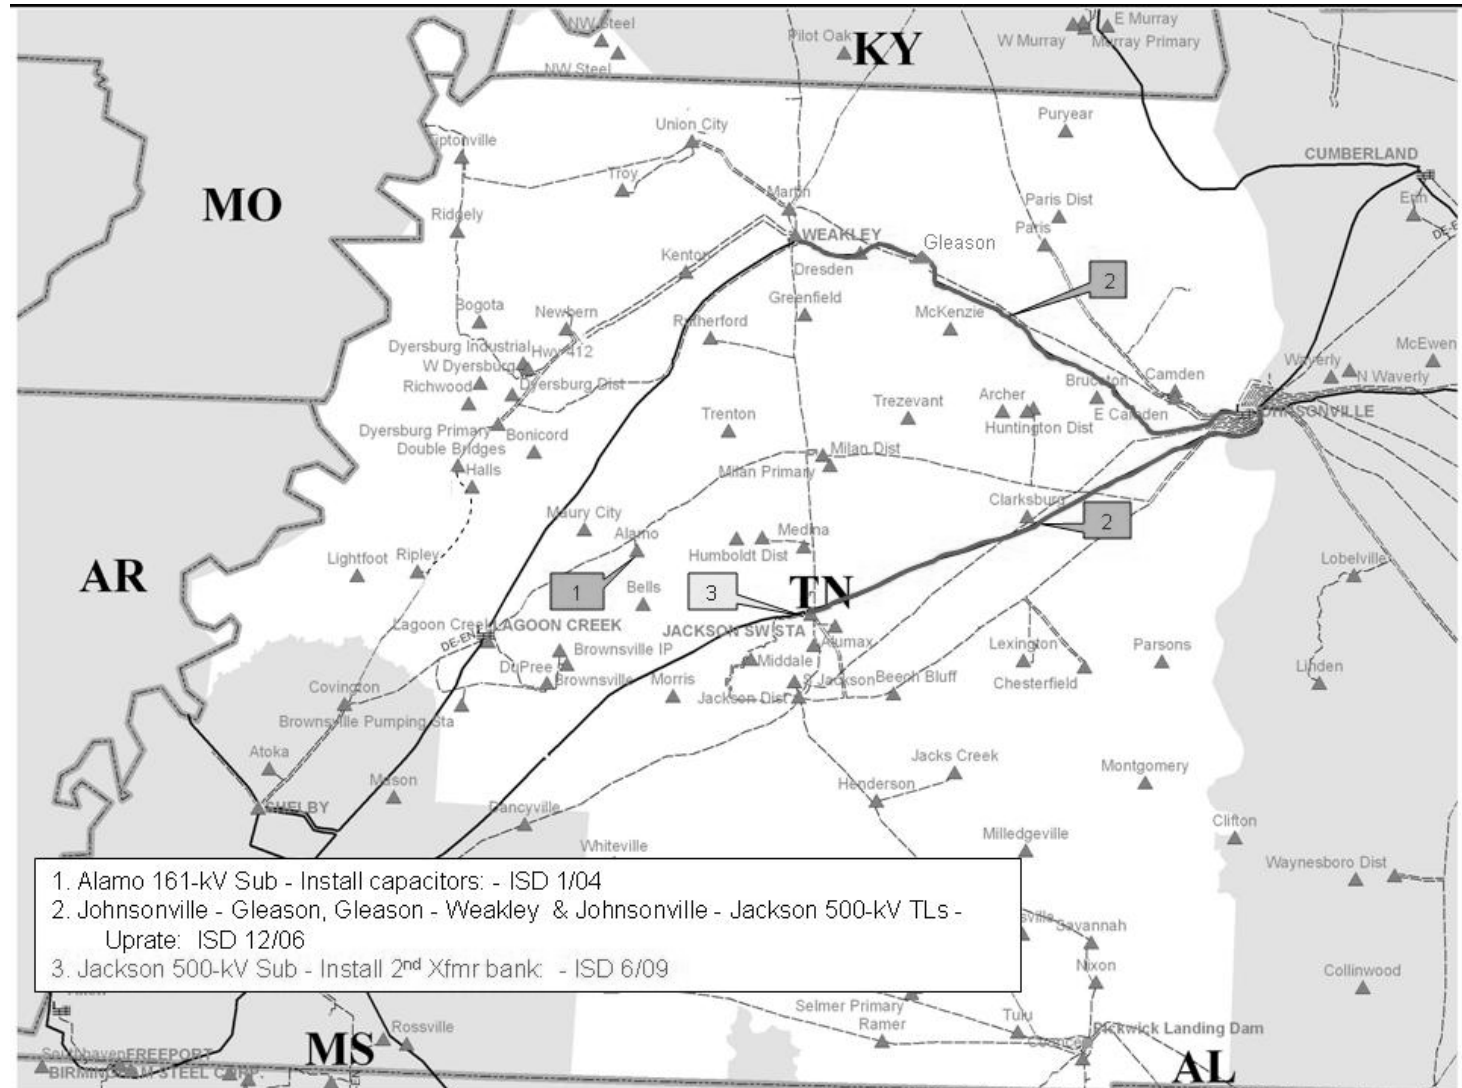 NW Steel
NW Steel
Pilot Oak
KY
W Murray
E Murray
Murray Primary
Puryear
Union City
CUMBERLAND
Troy
Erin
MO
Ridgely
Martin
Paris Dist
Paris
WEAKLEY
Gleason
Kenton
Dresden
2
Bogota
Newbern
Greenfield
McKenzie
Rutherford
Dyersburg Industrial
Hwy 412
W Dyersburg
Richwood
Dyersburg Dist
Waverly
McEwen
N Waverly
Bruceton
Camden
Trenton
Trezevant
Archer
E Camden
Huntington Dist
Dyersburg Primary
Bonicord
Double Bridges
Halls
Milan Dist
Milan Primary
Clarksburg
2
Maury City
Alamo
Medina
Humboldt Dist
AR
Lightfoot
Ripley
1
Bells
3
TN
Lobelville
Lagoon Creek
LAGOON CREEK
JACKSON SW STA
Alumax
Lexington
Parsons
Brownsville IP
DuPree
Brownsville
Middale
Morris
S Jackson
Beech Bluff
Jackson Dist
Chesterfield
Linden
Covington
Brownsville Pumping Sta
Atoka
Mason
Jacks Creek
Henderson
Montgomery
SHELBY
Dancyville
Milledgeville
Clifton
Whiteville
Waynesboro Dist
1. Alamo 161-kV Sub - Install capacitors: - ISD 1/04
2. Johnsonville - Gleason, Gleason - Weakley & Johnsonville - Jackson 500-kV TLs -
Uprate: ISD 12/06
3. Jackson 500-kV Sub - Install 2nd Xfmr bank: - ISD 6/09
Savannah
Nixon
Collinwood
Selmer Primary
Ramer
Pickwick Landing Dam
Rossville
MS
FREEPORT
AL